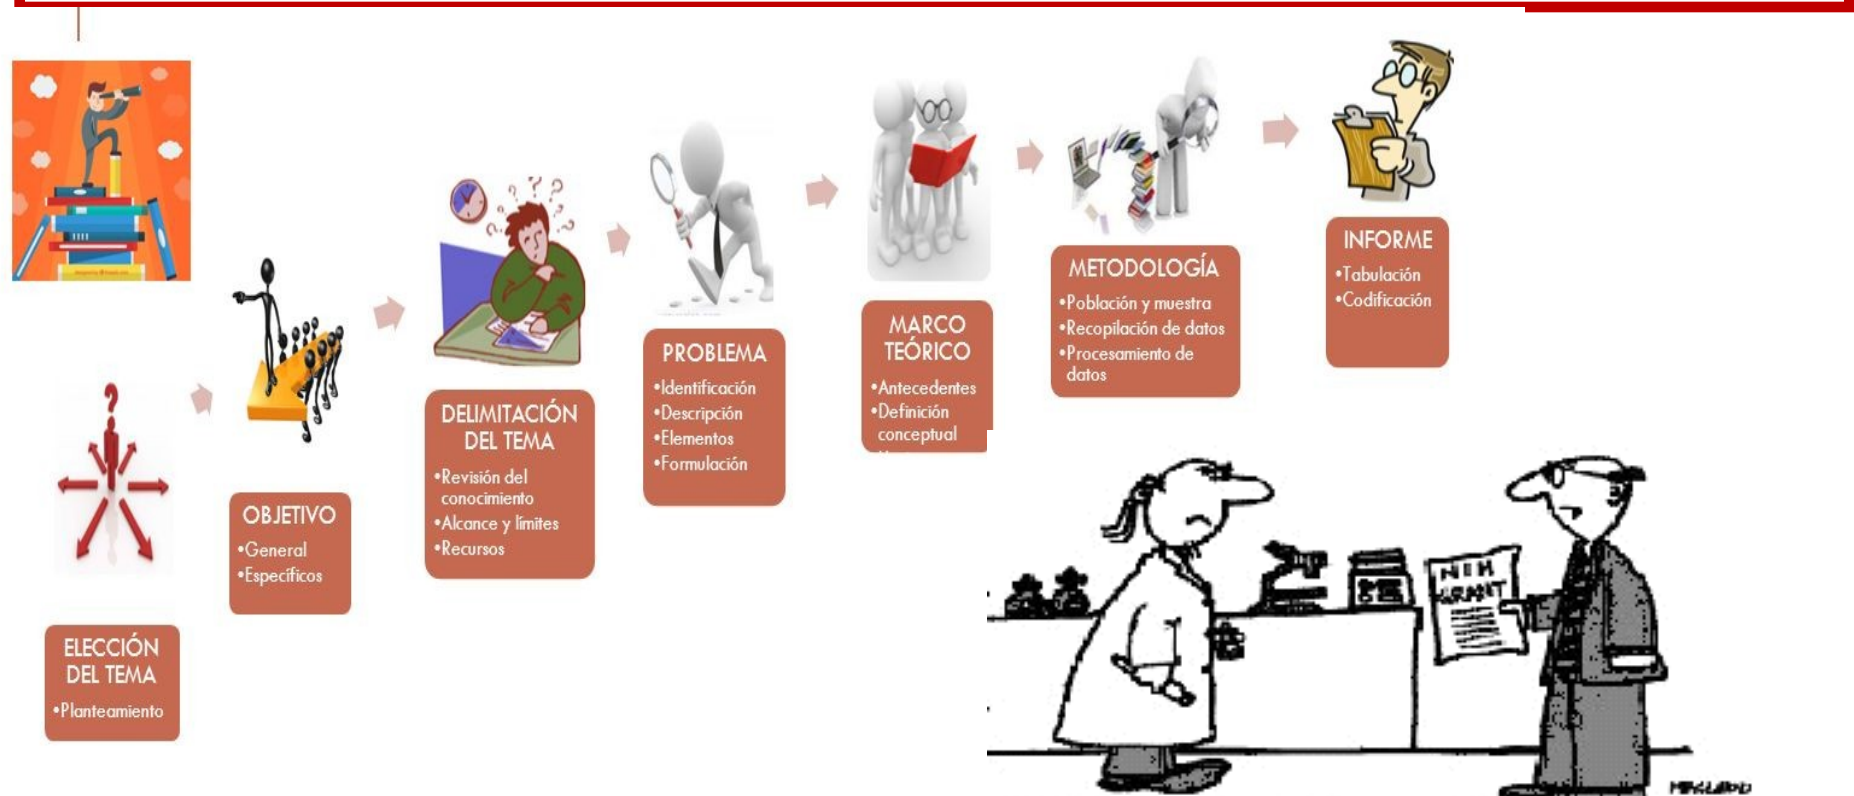 ELECCIÓN
DEL TEMA
•Planteamiento
OBJETIVO
•General
•Específicos
DELIMITACIÓN
DEL TEMA
•Revisión del
conocimiento
•Alcance y límites
•Recursos
PROBLEMA
•Identificación
•Descripción
•Elementos
•Formulación
MARCO
TEÓRICO
•Antecedentes
•Definición
conceptual
METODOLOGÍA
•Población y muestra
•Recopilación de datos
•Procesamiento de
datos
INFORME
•Tabulación
•Codificación
NIH
GRANT